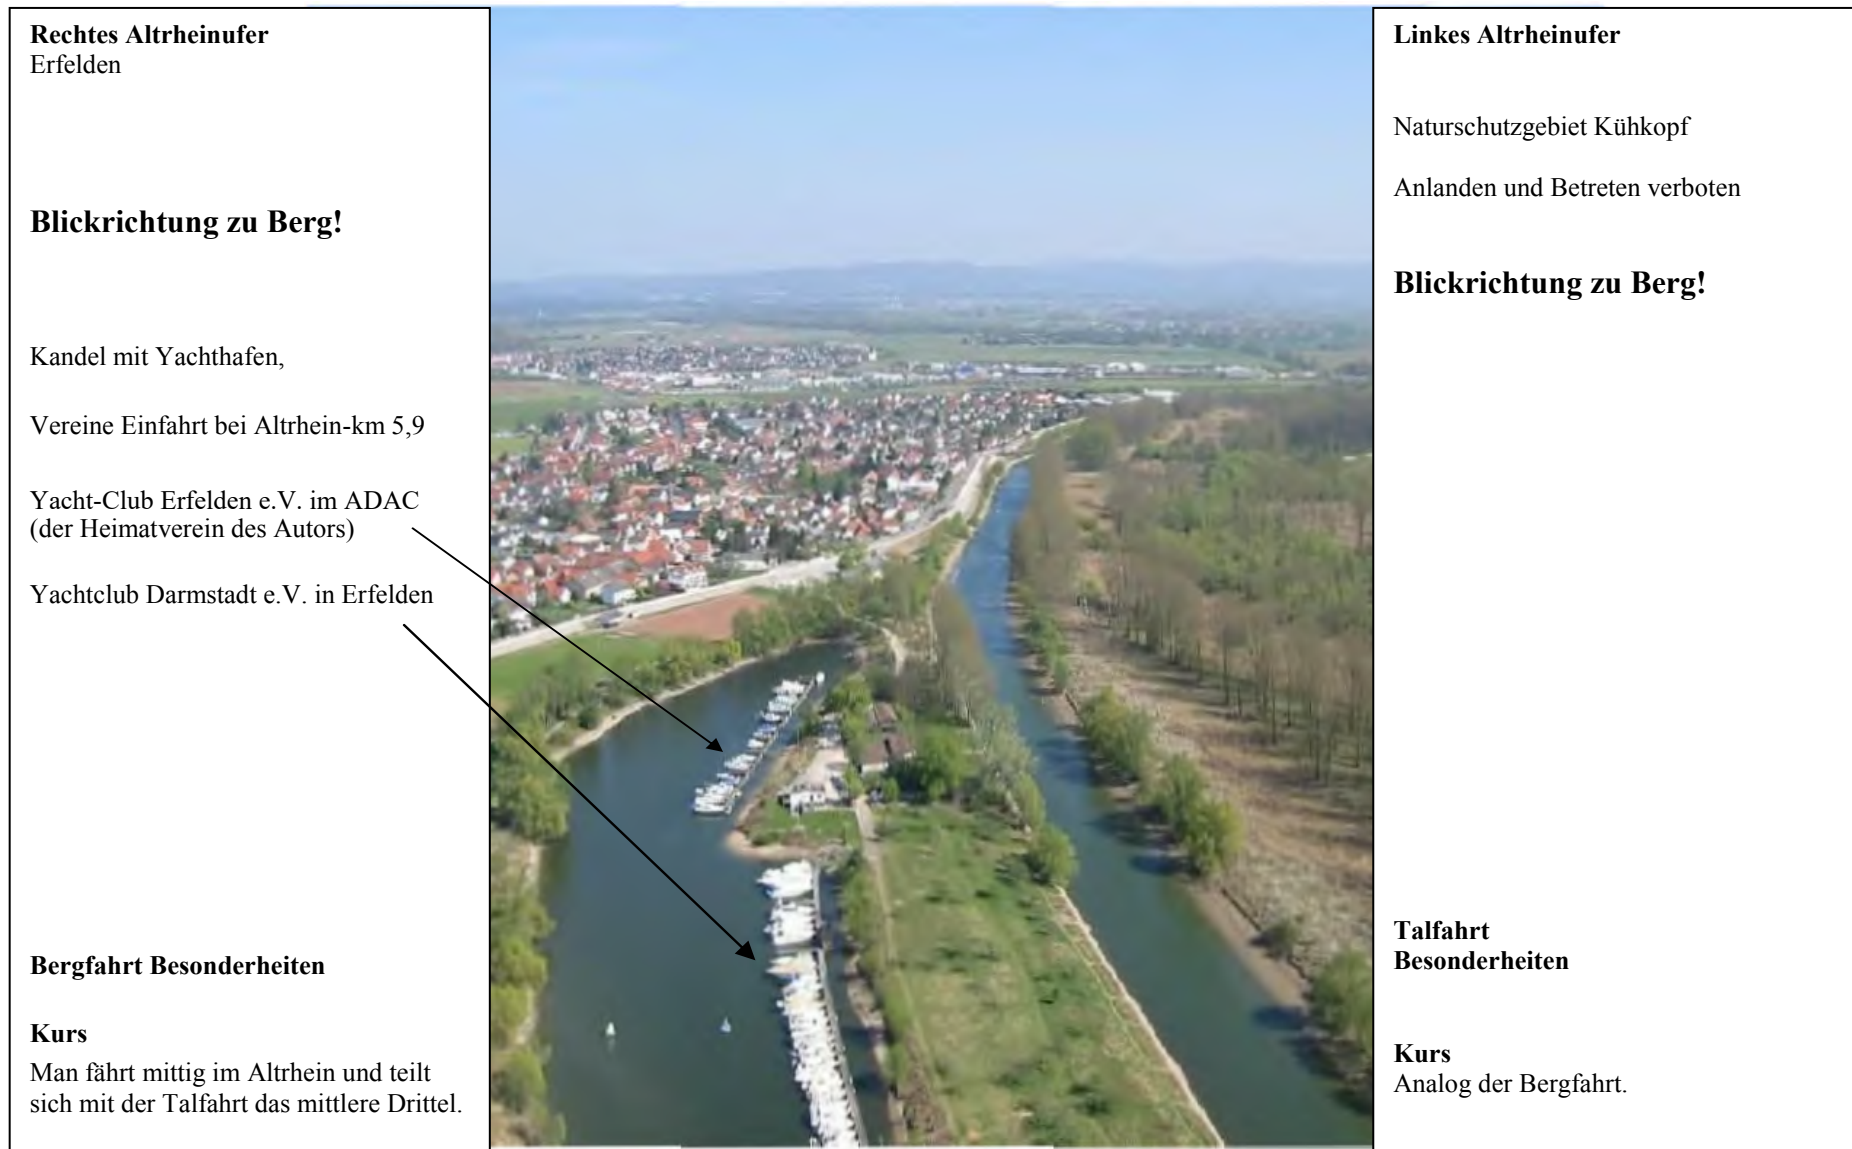 Rechtes Altrheinufer
Erfelden
Blickrichtung zu Berg!
Kandel mit Yachthafen,
Vereine Einfahrt bei Altrhein-km 5,9
Yacht-Club Erfelden e.V. im ADAC
(der Heimatverein des Autors)
Yachtclub Darmstadt e.V. in Erfelden
Bergfahrt Besonderheiten
Kurs
Man fährt mittig im Altrhein und teilt
sich mit der Talfahrt das mittlere Drittel.
Linkes Altrheinufer
Naturschutzgebiet Kühkopf
Anlanden und Betreten verboten
Blickrichtung zu Berg!
Talfahrt
Besonderheiten
Kurs
Analog der Bergfahrt.